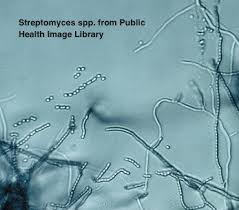 Streptomyces spp. from Public
Health Image Library